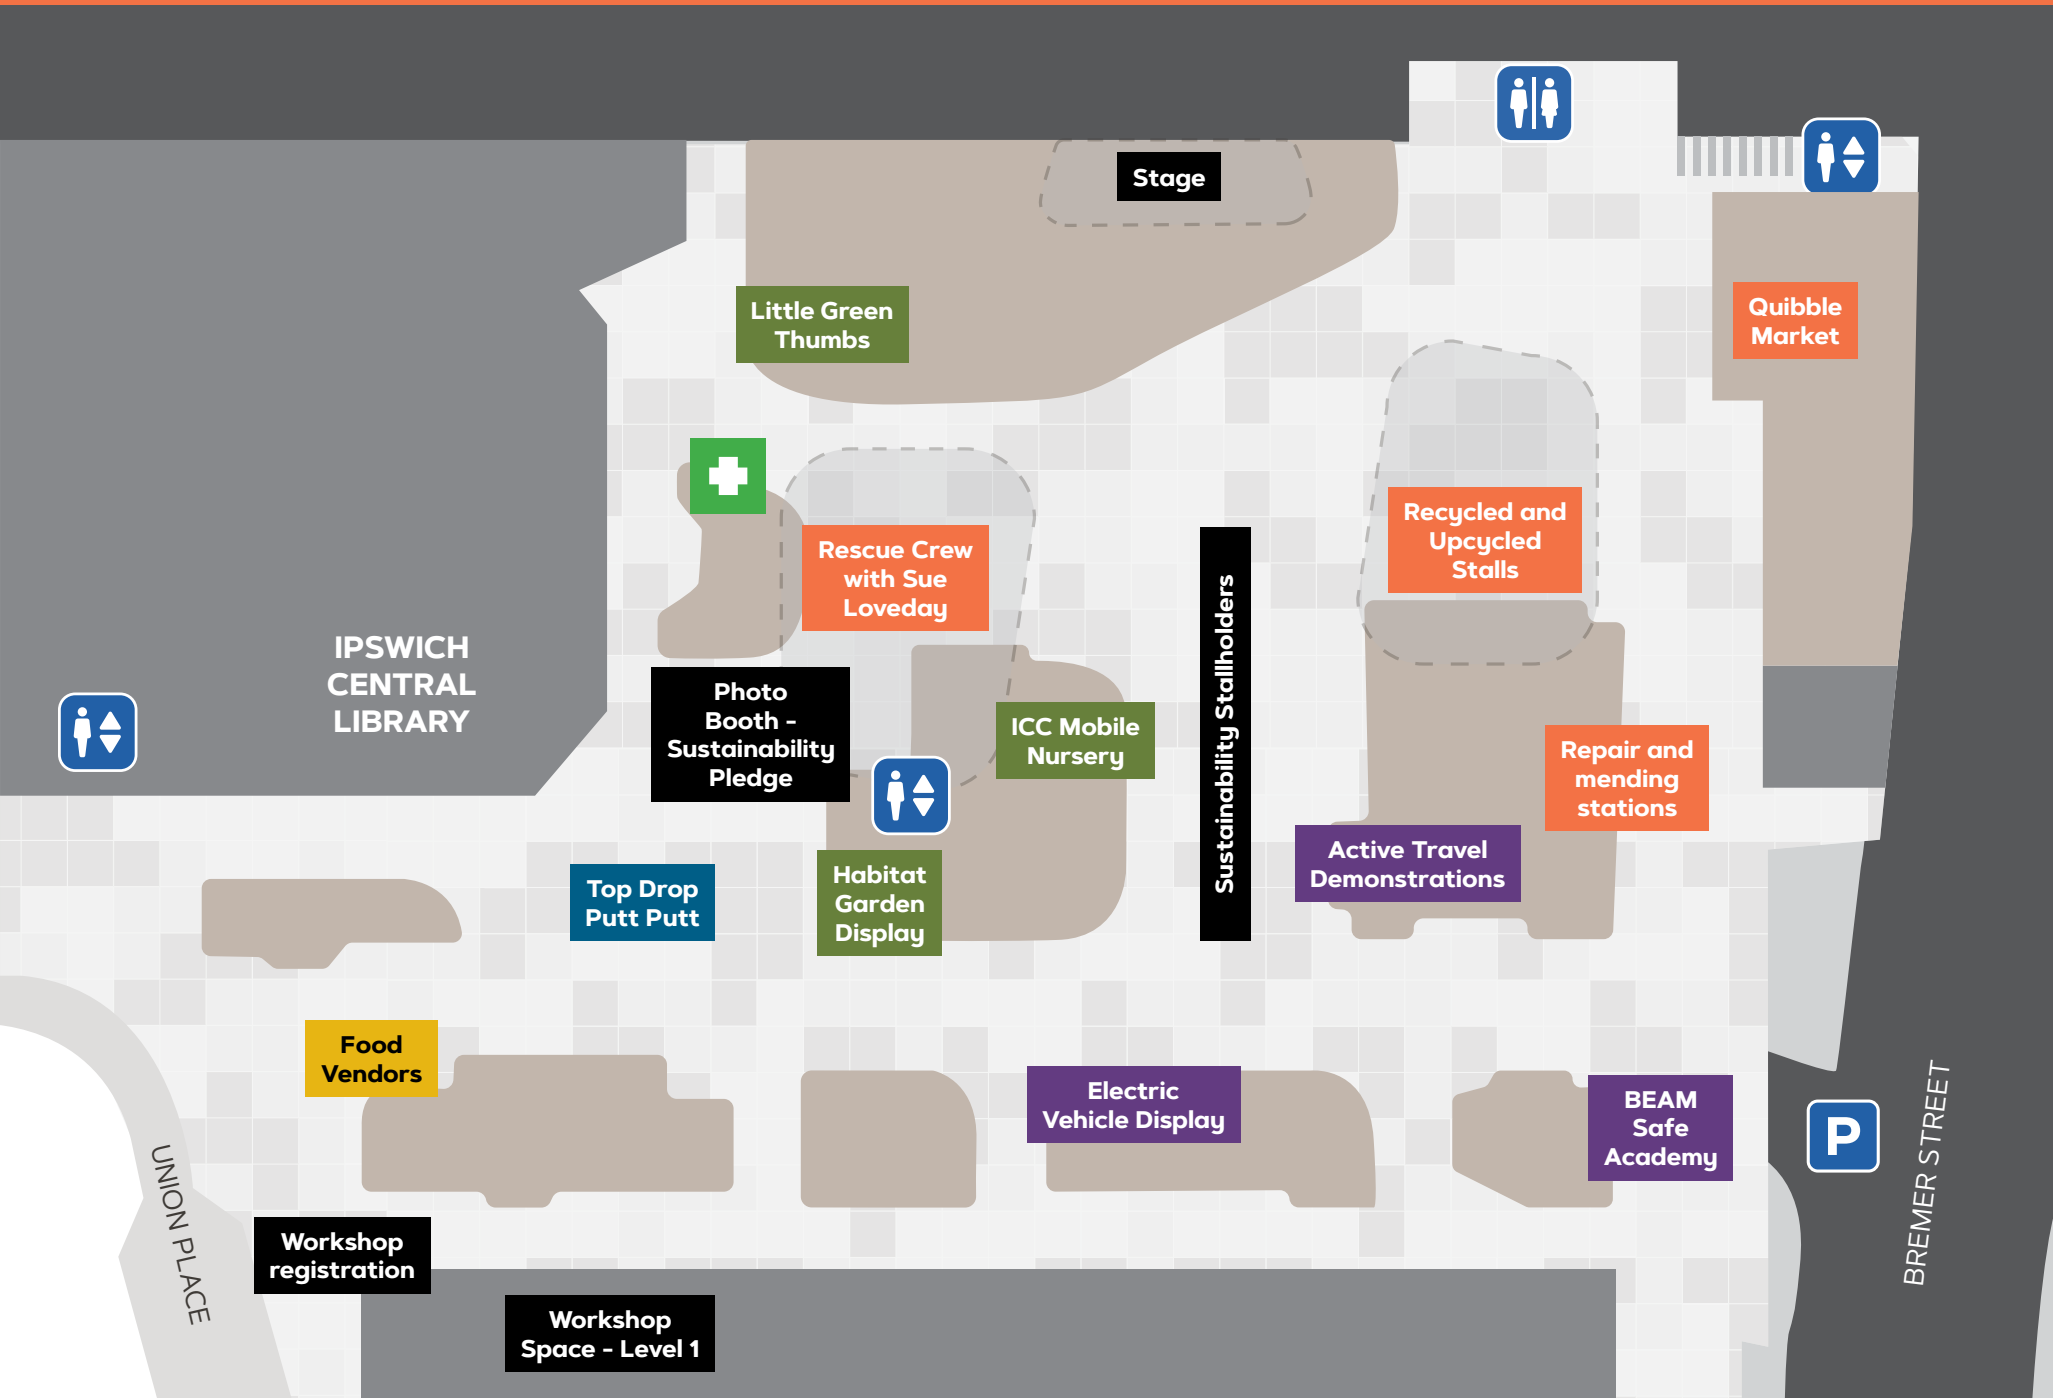 Stage
Little Green
Thumbs
Quibble
Market
Recycled and
Upcycled
Stalls
Rescue Crew
with Sue
Loveday
IPSWICH
CENTRAL
LIBRARY
Photo
Booth -
Sustainability
Pledge
ICC Mobile
Nursery
Sustainability Stallholders
Repair and
mending
stations
Active Travel
Demonstrations
Top Drop
Putt Putt
Habitat
Garden
Display
Food
Vendors
Electric
Vehicle Display
BEAM
Safe
Academy
P
BREMER STREET
UNION PLACE
Workshop
registration
Workshop
Space - Level 1